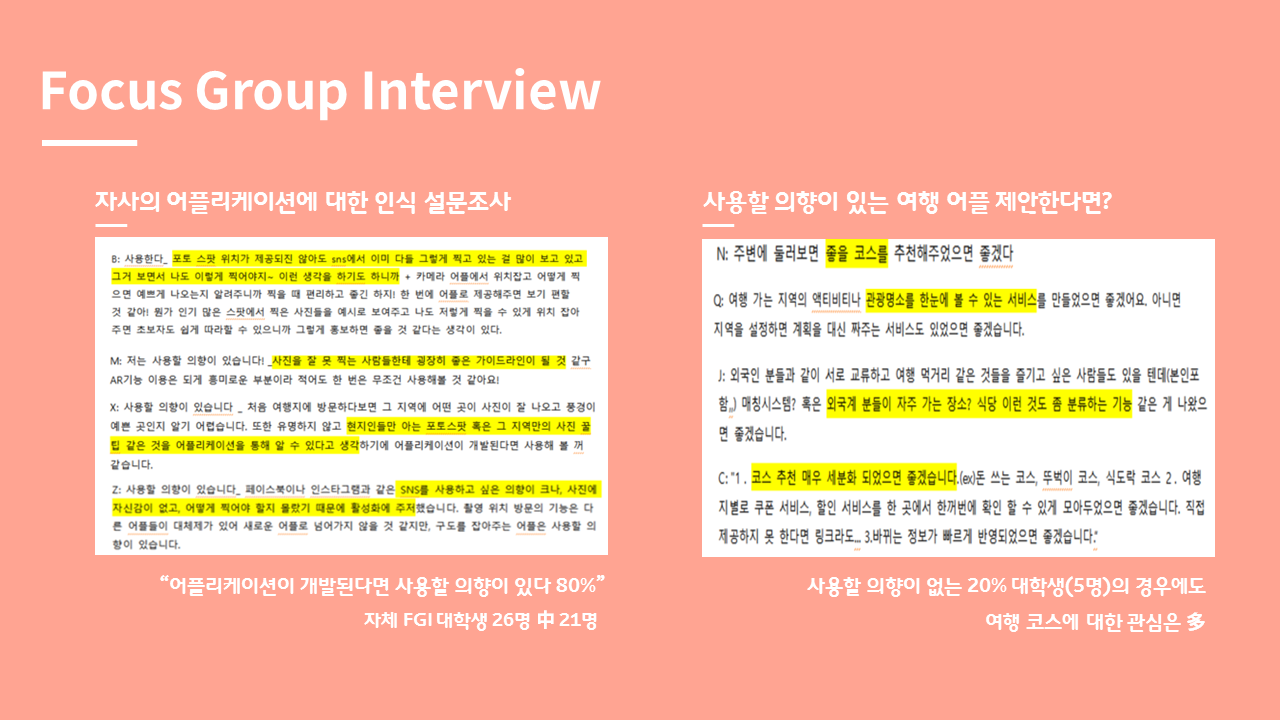 Focus Group Interview
자사의 어플리케이션에 대한 인식 설문조사
B: 사용한다_ 포토 스팟 위치가 제공되진 않아도 sns에서 이미 다들 그렇게 찍고 있는 걸 많이 보고 있고
그거 보면서 나도 이렇게 찍어야지~ 이런 생각을 하기도 하니까 + 카메라 어플에서 위치잡고 어떻게 찍
으면 예쁘게 나오는지 알려주니까 찍을 때 편리하고 좋긴 하지! 한 번에 어플로 제공해주면 보기 편할
것 같아! 뭔가 인기 많은 스팟에서 찍은 사진들을 예시로 보여주고 나도 저렇게 찍을 수 있게 위치 잡아
주면 초보자도 쉽게 따라할 수 있으니까 그렇게 홍보하면 좋을 것 같다는 생각이 있다.
M: 저는 사용할 의향이 있습니다! _사진을 잘 못 찍는 사람들한테 굉장히 좋은 가이드라인이 될 것 같구
AR기능 이용은 되게 흥미로운 부분이라 적어도 한 번은 무조건 사용해볼 것 같아요!
X: 사용할 의향이 있습니다 _ 처음 여행지에 방문하다보면 그 지역에 어떤 곳이 사진이 잘 나오고 풍경이
예쁜 곳인지 알기 어렵습니다. 또한 유명하지 않고 현지인들만 아는 포토스팟 혹은 그 지역만의 사진 꿀
팁 같은 것을 어플리케이션을 통해 알 수 있다고 생각하기에 어플리케이션이 개발된다면 사용해 볼 꺼
같습니다.
Z: 사용할 의향이 있습니다_ 페이스북이나 인스타그램과 같은 SNS를 사용하고 싶은 의향이 크나, 사진에
자신감이 없고, 어떻게 찍어야 할지 몰랐기 때문에 활성화에 주저했습니다. 촬영 위치 방문의 기능은 다
른 어플들이 대체제가 있어 새로운 어플로 넘어가지 않을 것 같지만, 구도를 잡아주는 어플은 사용할 의
향이 있습니다.
“어플리케이션이 개발된다면 사용할 의향이 있다 80%”
자체 FGI 대학생 26명 中 21명
사용할 의향이 있는 여행 어플 제안한다면?
N: 주변에 둘러보면 좋을 코스를 추천해주었으면 좋겠다
Q: 여행 가는 지역의 액티비티나 관광명소를 한눈에 볼 수 있는 서비스를 만들었으면 좋겠어요. 아니면
지역을 설정하면 계획을 대신 짜주는 서비스도 있었으면 좋겠습니다.
J: 외국인 분들과 같이 서로 교류하고 여행 먹거리 같은 것들을 즐기고 싶은 사람들도 있을 텐데(본인포
함,,) 매칭시스템? 혹은 외국계 분들이 자주 가는 장소? 식당 이런 것도 좀 분류하는 기능 같은 게 나왔으
면 좋겠습니다.
C: "1 . 코스 추천 매우 세분화 되었으면 좋겠습니다.(ex)돈 쓰는 코스, 뚜벅이 코스, 식도락 코스 2 . 여행
지별로 쿠폰 서비스, 할인 서비스를 한 곳에서 한꺼번에 확인 할 수 있게 모아두었으면 좋겠습니다. 직접
제공하지 못 한다면 링크라도... 3.바뀌는 정보가 빠르게 반영되었으면 좋겠습니다."
사용할 의향이 없는 20% 대학생(5명)의 경우에도
여행 코스에 대한 관심은 多